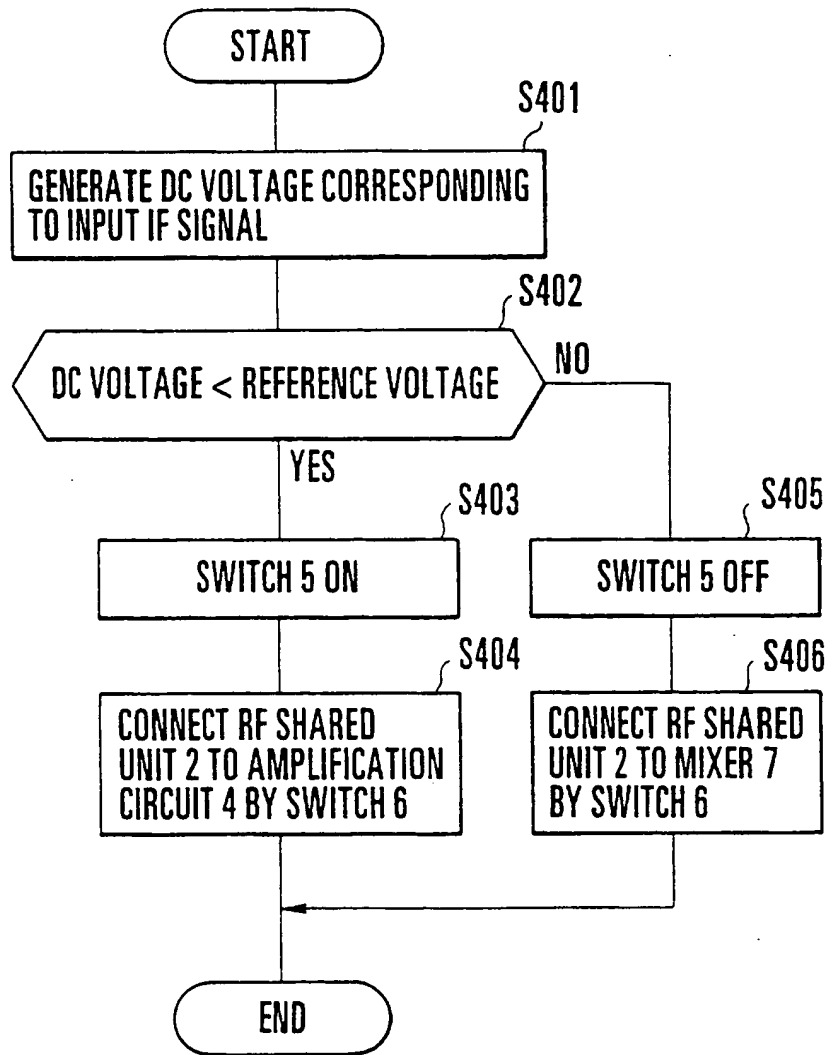 START
S401
GENERATE DC VOLTAGE CORRESPONDING
TO INPUT IF SIGNAL
S402
DC VOLTAGE < REFERENCE VOLTAGE
NO
YES
S403
SWITCH 5 ON
S405
SWITCH 5 OFF
S404
CONNECT RF SHARED
UNIT 2 TO AMPLIFICATION
CIRCUIT 4 BY SWITCH 6
S406
CONNECT RF SHARED
UNIT 2 TO MIXER 7
BY SWITCH 6
END